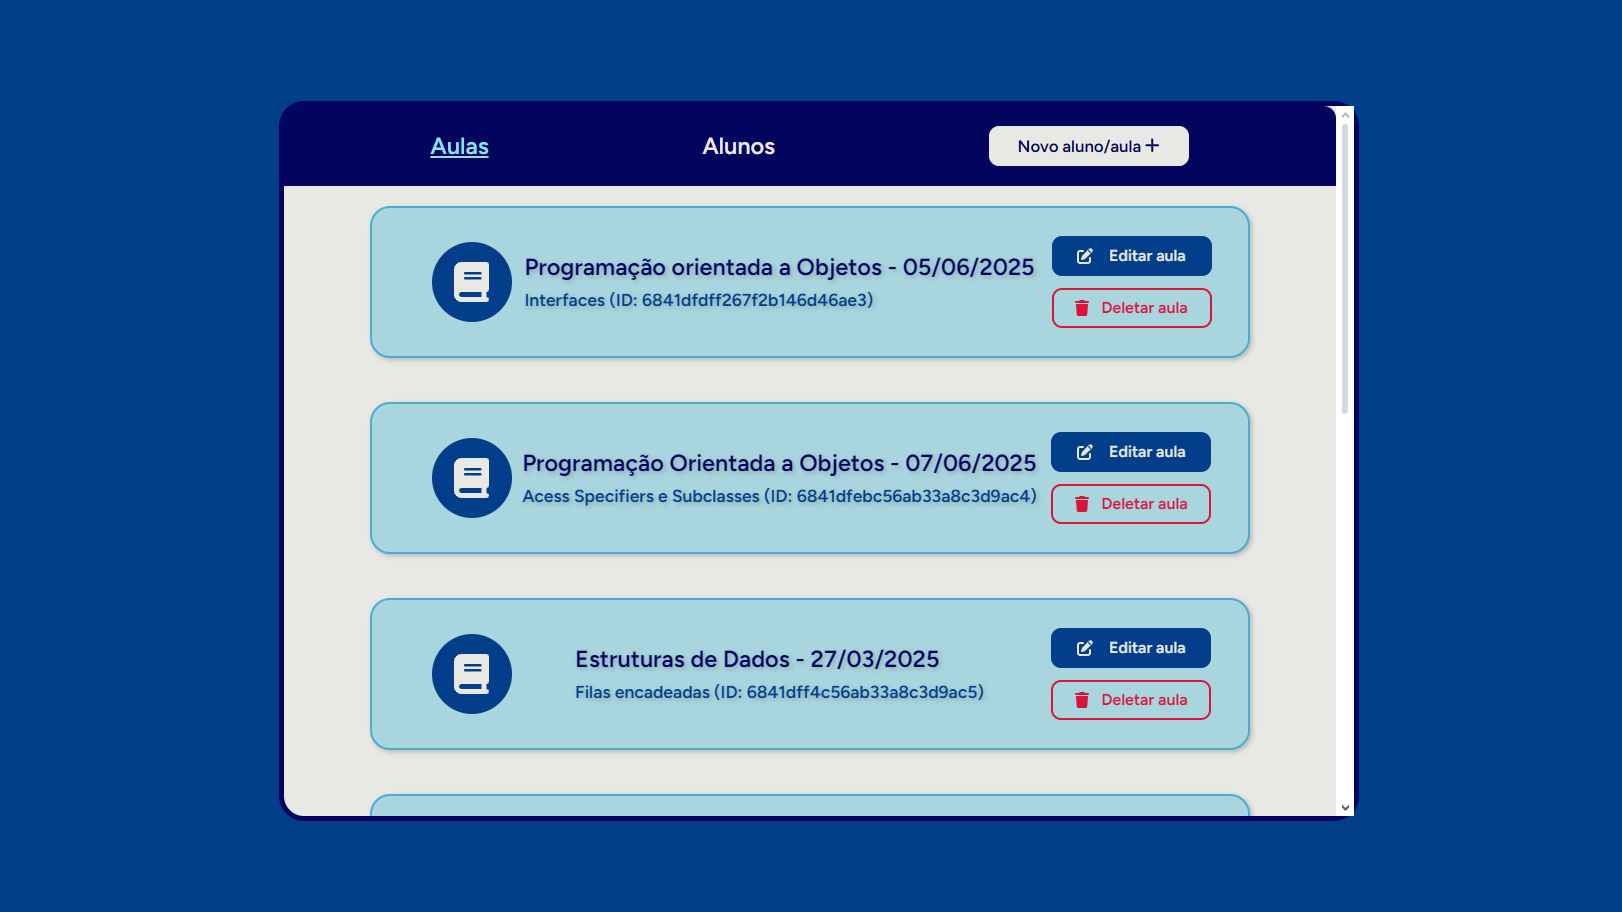 Aulas
Alunos
Novo aluno/aula +
Programação orientada a Objetos - 05/06/2025
Interfaces (ID: 6841dfdff267f2b146d46ae3)
Editar aula
Deletar aula
Programação Orientada a Objetos - 07/06/2025
Acess Specifiers e Subclasses (ID: 6841dfebc56ab33a8c3d9ac4)
Editar aula
Deletar aula
Estruturas de Dados - 27/03/2025
Filas encadeadas (ID: 6841dff4c56ab33a8c3d9ac5)
Editar aula
Deletar aula